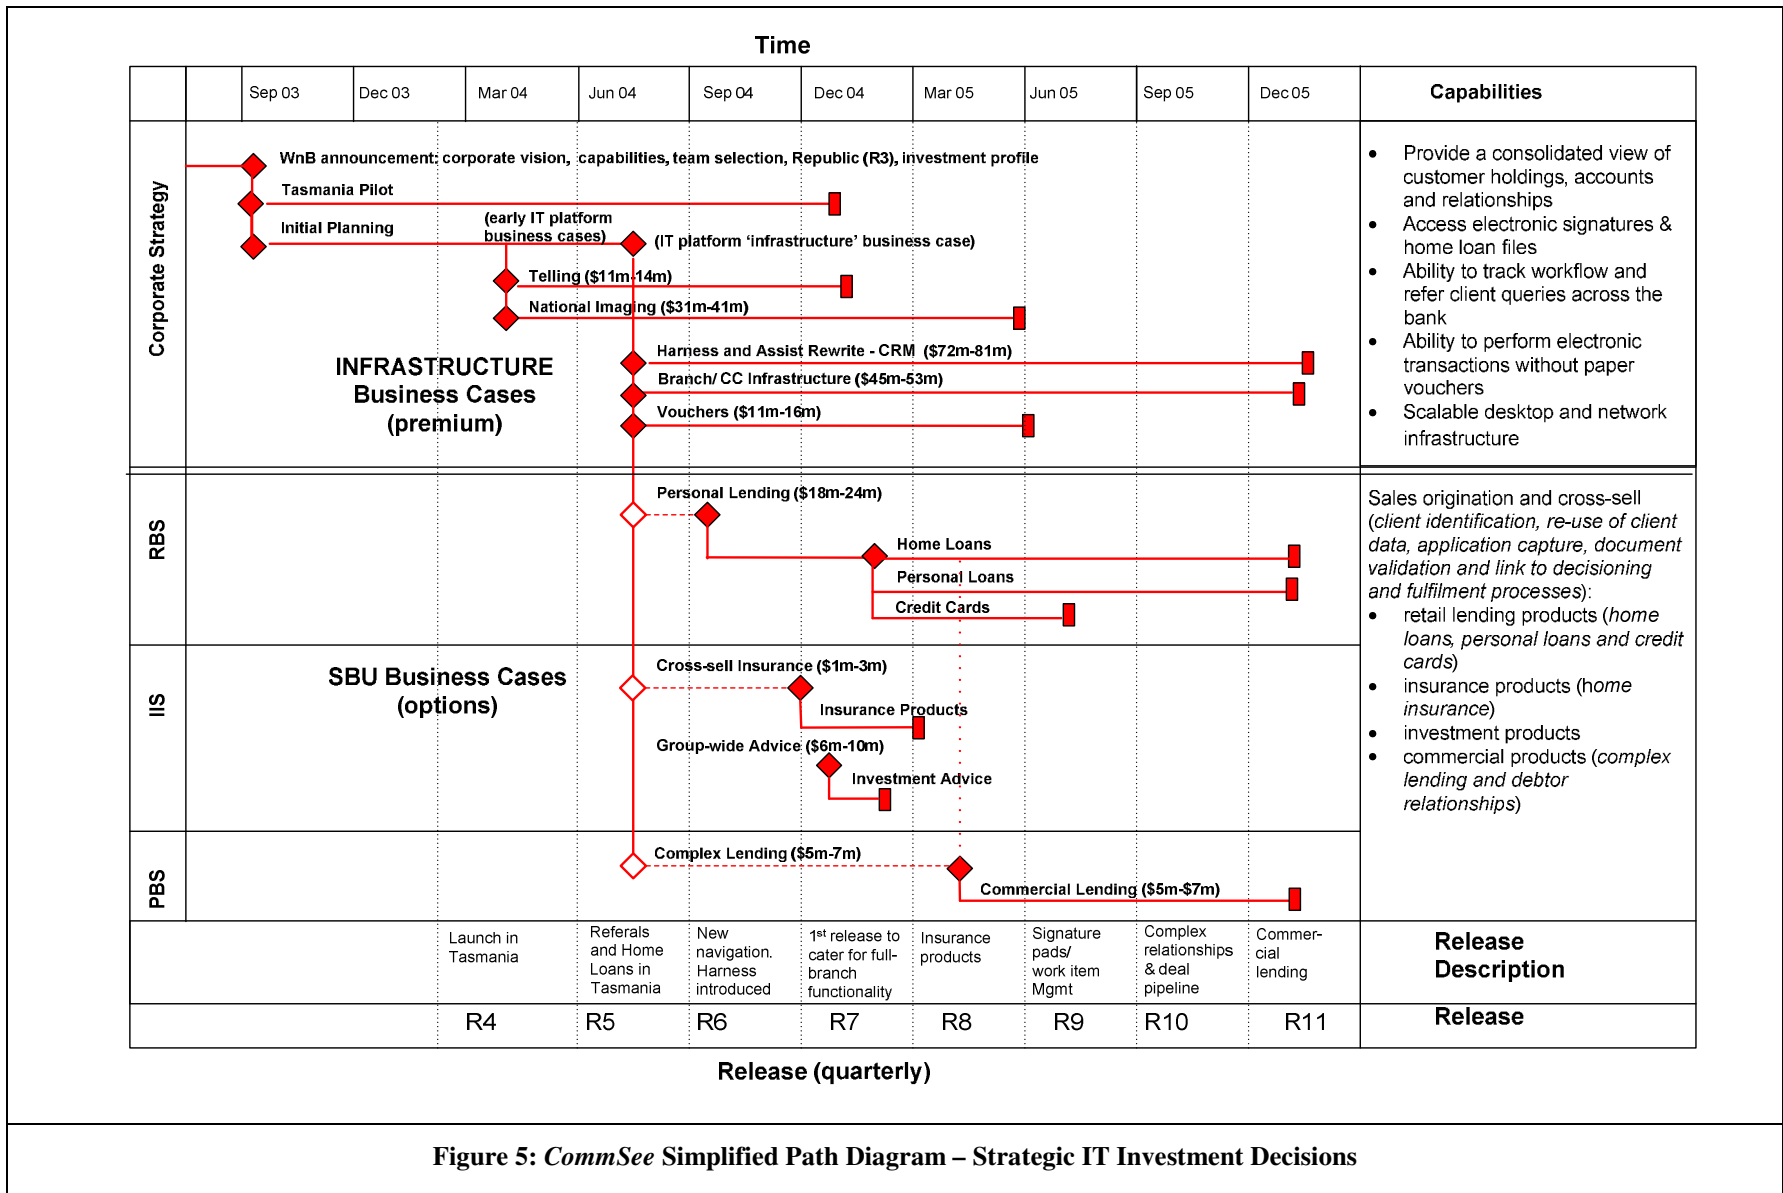 Time
Sep 03
Dec 03
Mar 04
Jun 04
Sep 04
Dec 04
Mar 05
Jun 05
Sep 05
Dec 05
Capabilities
Corporate Strategy
WnB announcement: corporate vision, capabilities, team selection, Republic (R3), investment profile
Tasmania Pilot
Initial Planning
(early IT platform
business cases)
(IT platform ‘infrastructure’ business case)
Telling ($11m-14m)
National Imaging ($31m-41m)
Harness and Assist Rewrite - CRM ($72m-81m)
Branch/ CC Infrastructure ($45m-53m)
Vouchers ($11m-16m)
INFRASTRUCTURE
Business Cases
(premium)
• Provide a consolidated view of
customer holdings, accounts
and relationships
• Access electronic signatures &
home loan files
• Ability to track workflow and
refer client queries across the
bank
• Ability to perform electronic
transactions without paper
vouchers
• Scalable desktop and network
infrastructure
RBS
Personal Lending ($18m-24m)
Home Loans
Personal Loans
Credit Cards
IIS
SBU Business Cases
(options)
Cross-sell Insurance ($1m-3m)
Insurance Products
Group-wide Advice ($6m-10m)
Investment Advice
PBS
Complex Lending ($5m-7m)
Commercial Lending ($5m-$7m)
Sales origination and cross-sell
(client identification, re-use of client
data, application capture, document
validation and link to decisioning
and fulfilment processes):
• retail lending products (home
loans, personal loans and credit
cards)
• insurance products (home
insurance)
• investment products
• commercial products (complex
lending and debtor
relationships)
Launch in
Tasmania
Referals
and Home
Loans in
Tasmania
New
navigation.
Harness
introduced
1st release to
cater for full-
branch
functionality
Insurance
products
Signature
pads/
work item
Mgmt
Complex
relationships
& deal
pipeline
Commer-
cial
lending
Release
Description
R4
R5
R6
R7
R8
R9
R10
R11
Release
Release (quarterly)
Figure 5: CommSee Simplified Path Diagram – Strategic IT Investment Decisions